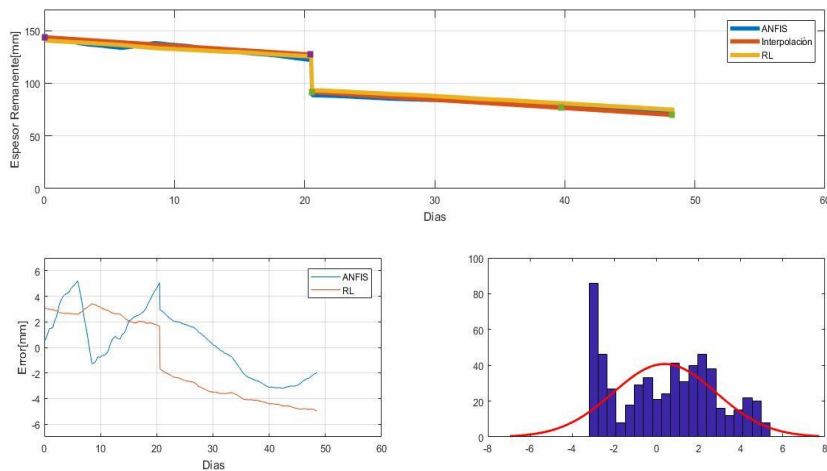 150
100
50
0
Espesor Remanente[mm]
0 10 20 30 40 50 60
Dias
ANFIS
Interpolación
RL
6
4
2
0
-2
-4
-6
Error[mm]
0 10 20 30 40 50 60
Dias
ANFIS
RL
100
80
60
40
20
0
-8 -6 -4 -2 0 2 4 6 8